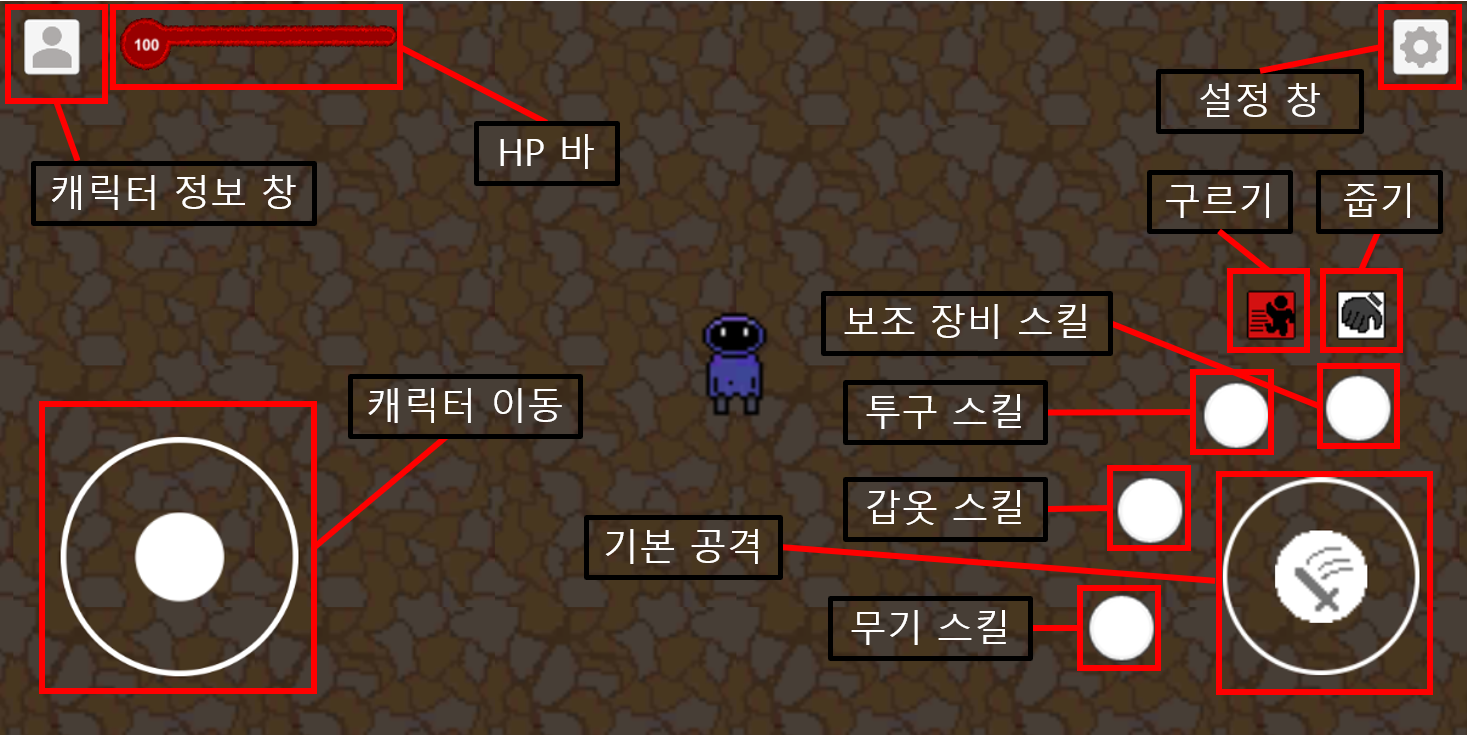 100
설정 창
HP 바
캐릭터 정보 창
구르기
줍기
보조 장비 스킬
캐릭터 이동
투구 스킬
갑옷 스킬
기본 공격
무기 스킬